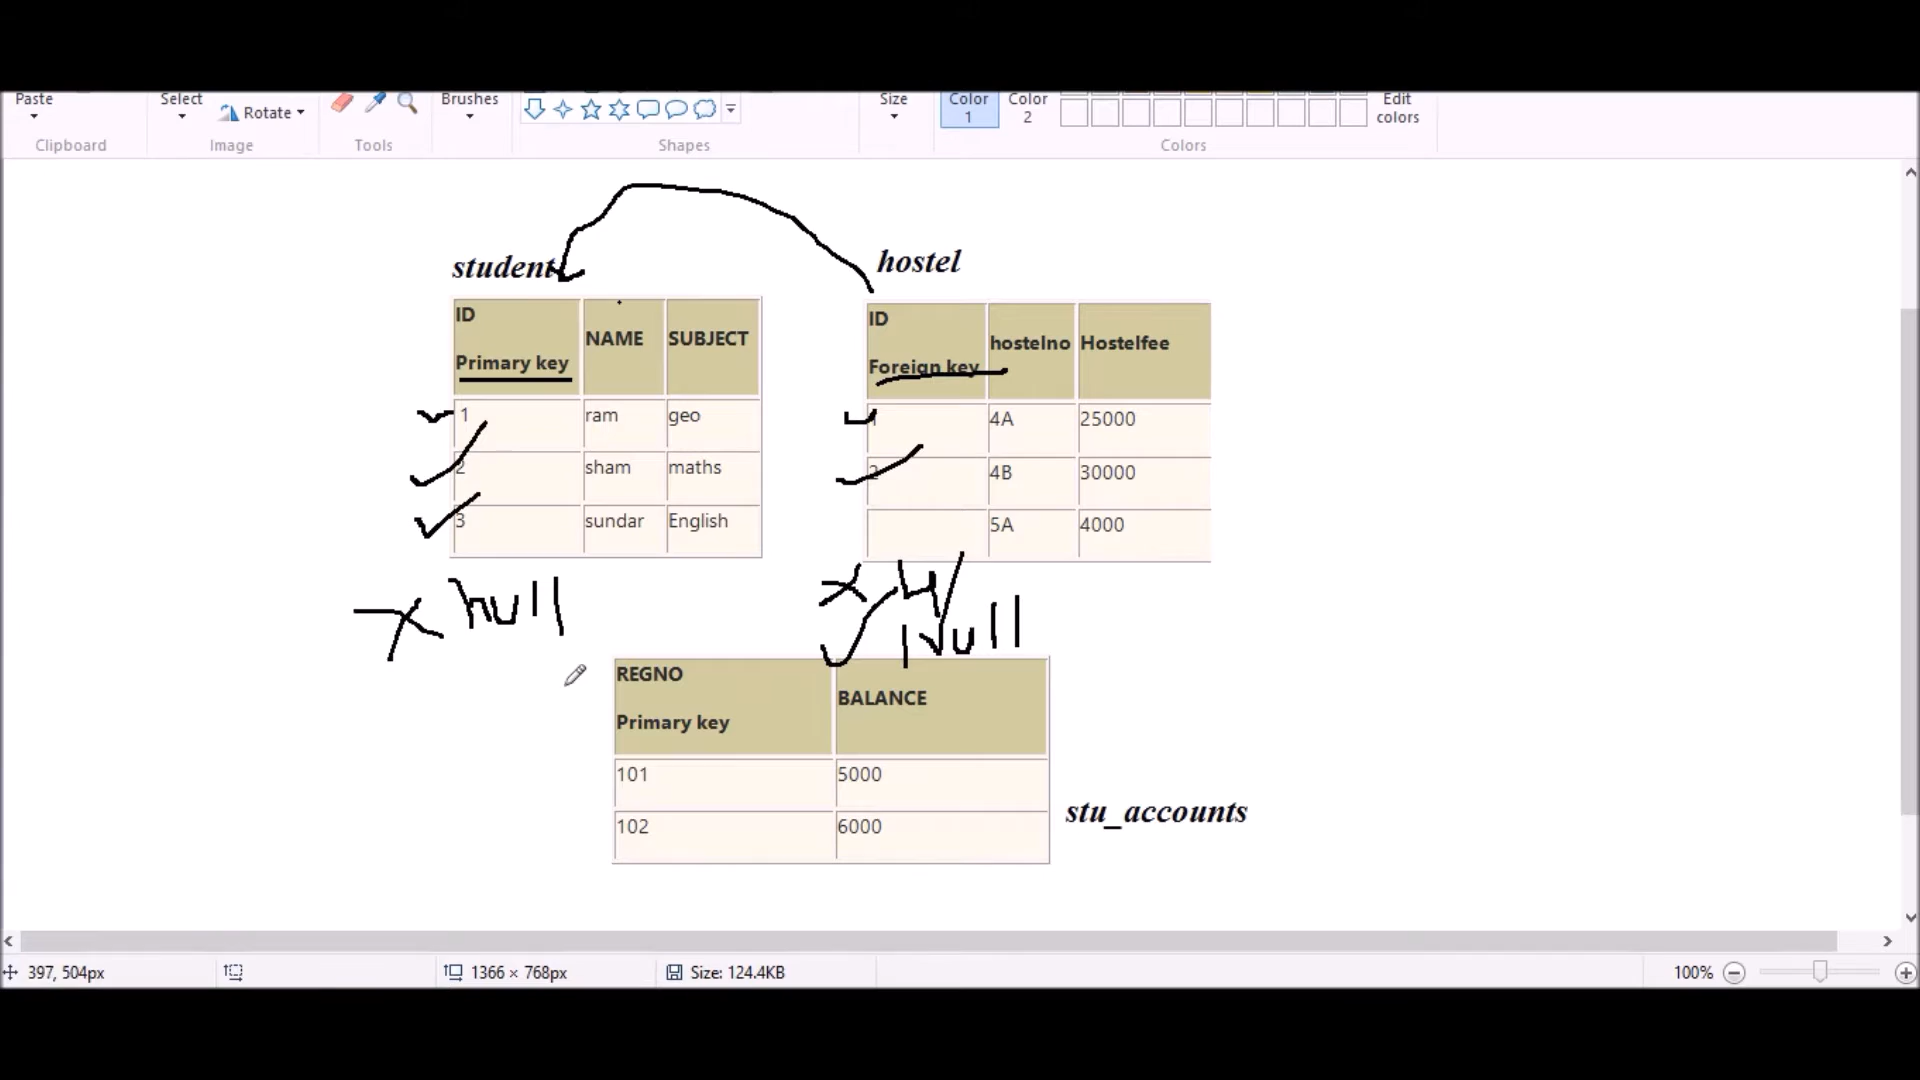 Paste
Select
Rotate
Brushes
Size
Color 1
Color 2
Edit colors
Clipboard
Image
Tools
Shapes
Colors
student
hostel
ID
Primary key
NAME
SUBJECT
1 ram geo
2 sham maths
3 sundar English
ID
Foreign key
hostelno
Hostelfee
1 4A 25000
2 4B 30000
5A 4000
null
Null
REGNO
Primary key
BALANCE
101 5000
102 6000
stu_accounts
397, 504px
1366 × 768px
Size: 124.4KB
100%